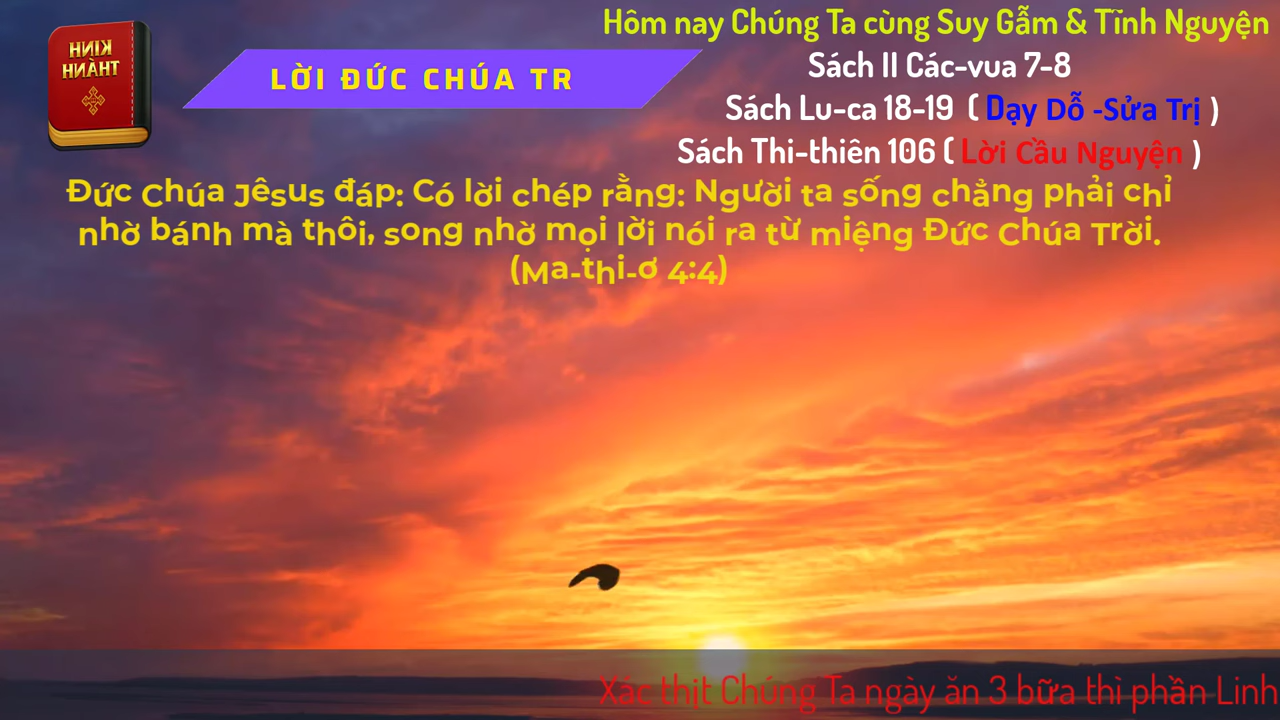 Hôm nay Chúng Ta cùng Suy Gẫm & Tĩnh Nguyện
KINH
THÁNH
LỜI ĐỨC CHÚA TR
Sách II Các-vua 7-8
Sách Lu-ca 18-19 ( Dạy Dỗ -Sửa Trị )
Sách Thi-thiên 106 ( Lời Cầu Nguyện )
Đức Chúa Jêsus đáp: Có lời chép rằng: Người ta sống chẳng phải chỉ
nhờ bánh mà thôi, song nhờ mọi lời nói ra từ miệng Đức Chúa Trời.
(Ma-thi-ơ 4:4)
Xác thịt Chúng Ta ngày ăn 3 bữa thì phần Linh